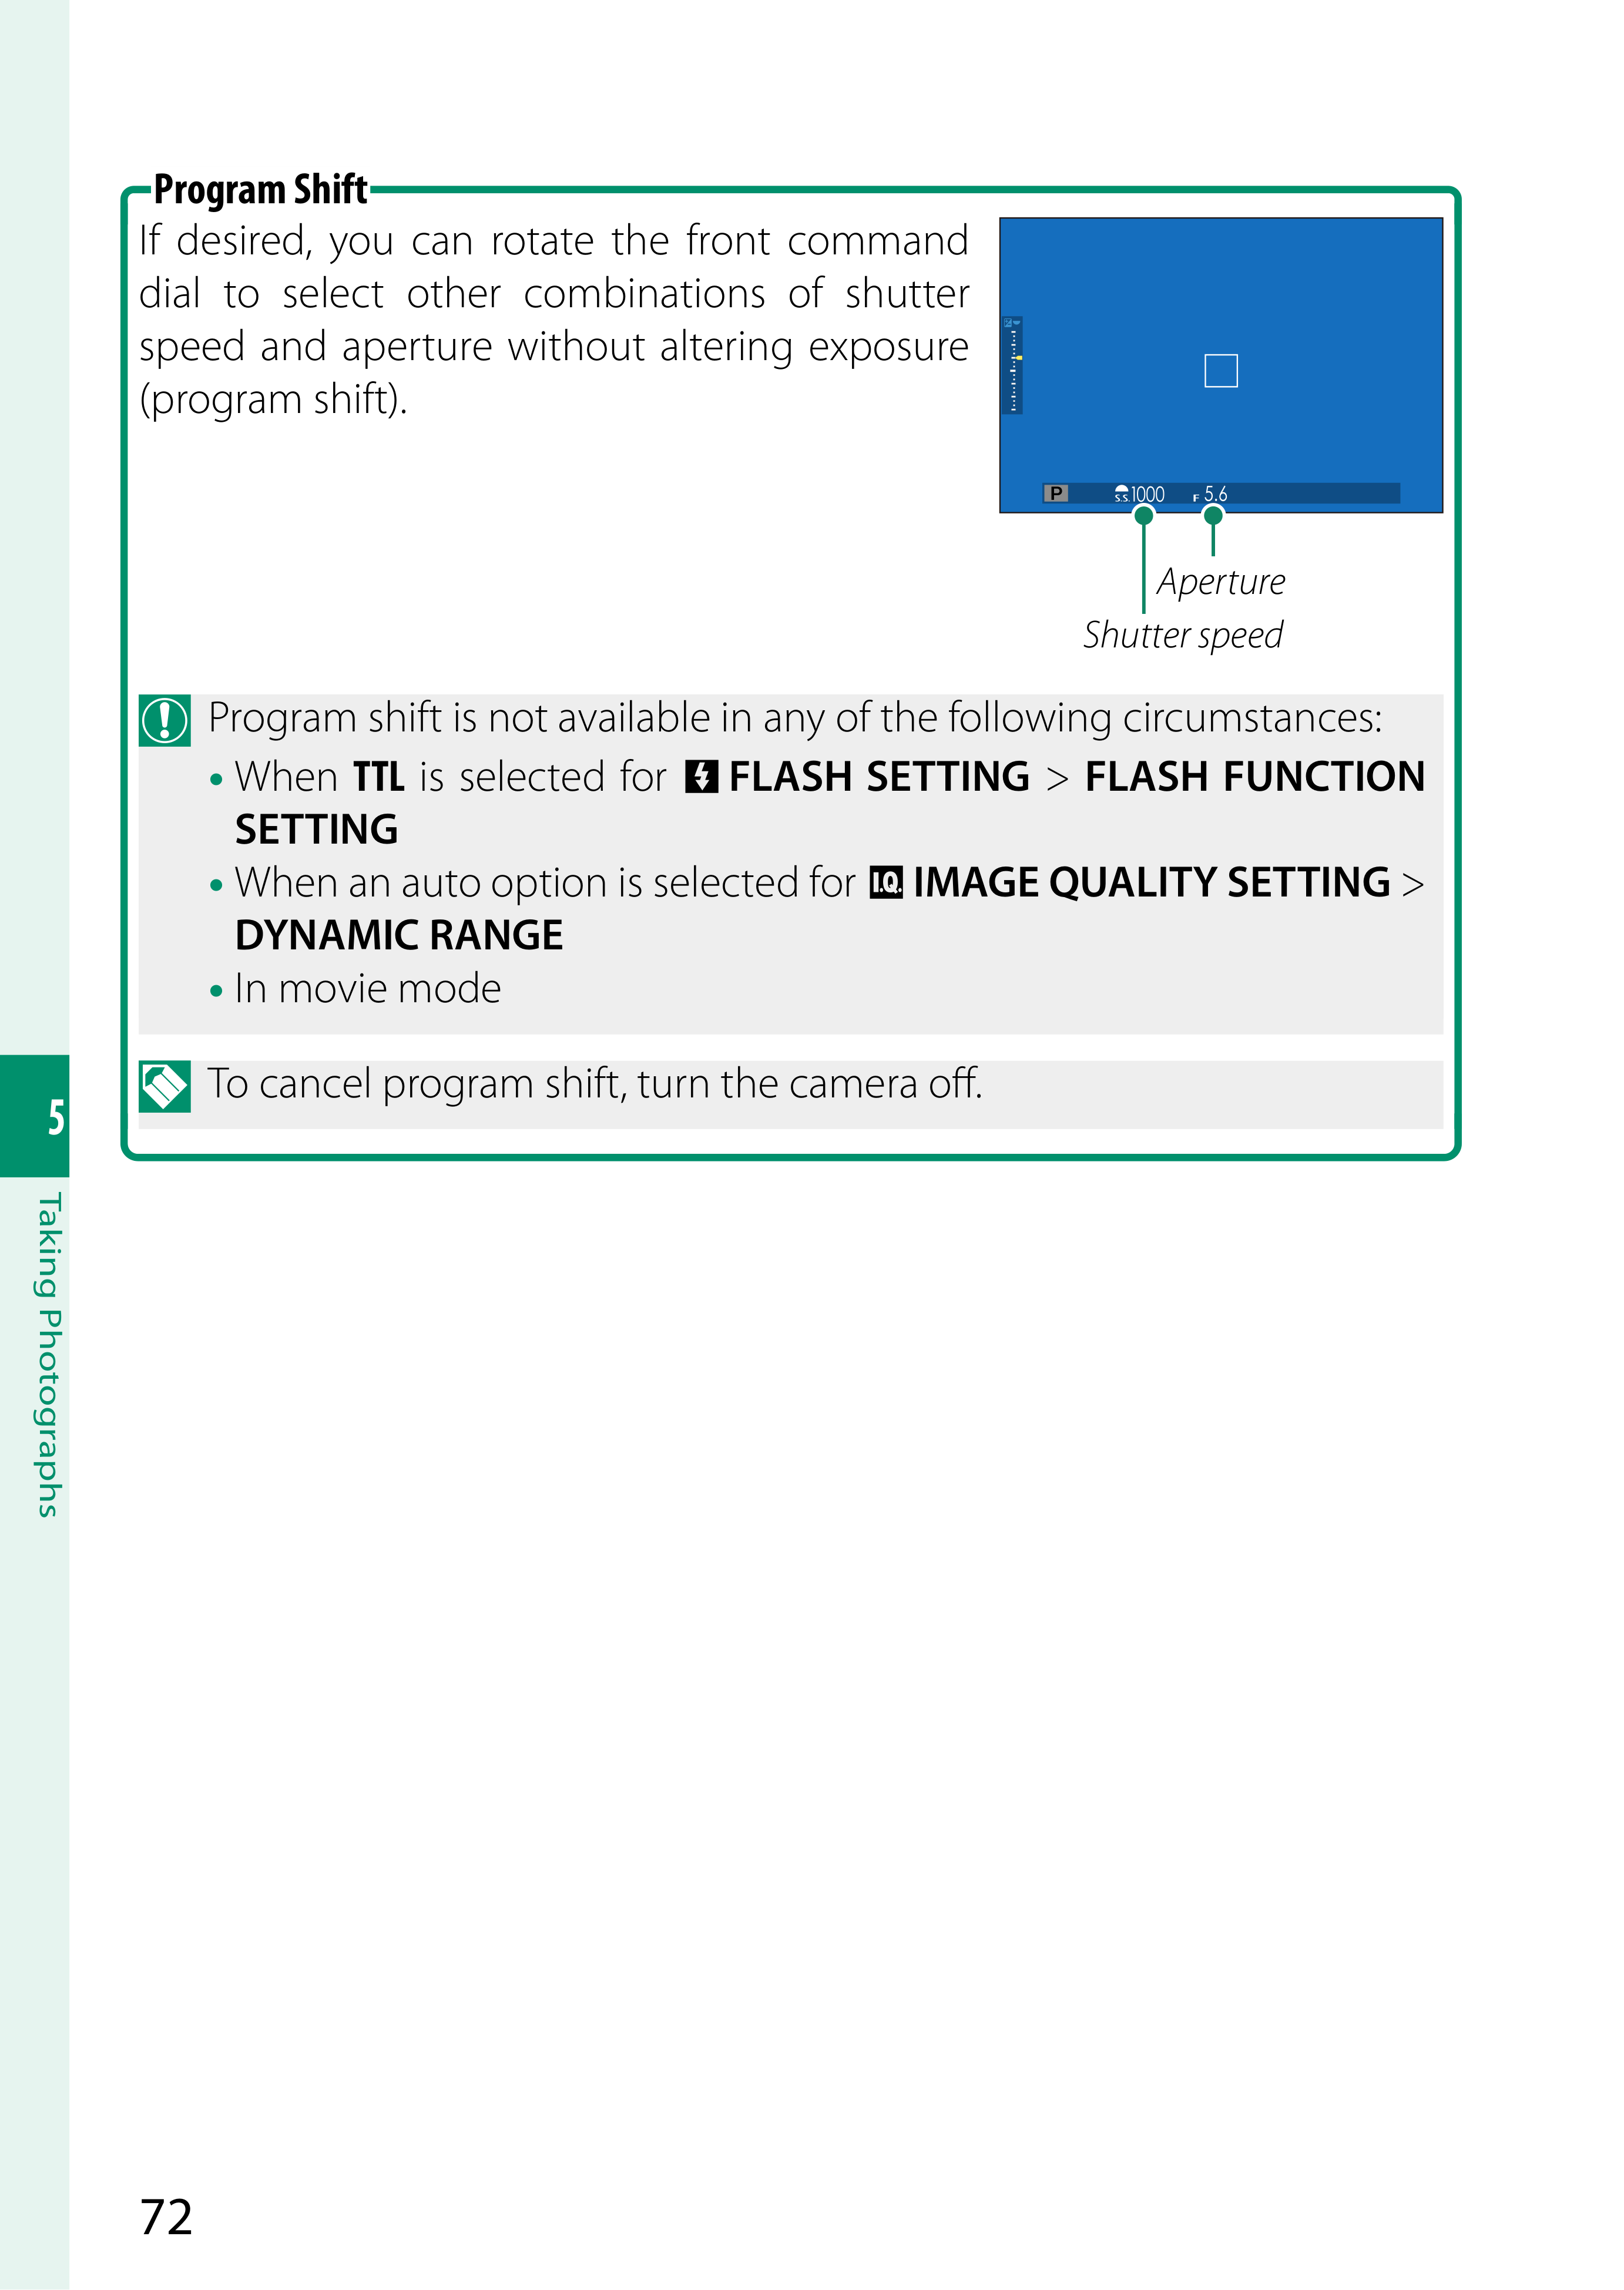 Program Shift
If desired, you can rotate the front command
dial to select other combinations of shutter
speed and aperture without altering exposure
(program shift).
P S.S. 1000 F 5.6
Aperture
Shutter speed
Program shift is not available in any of the following circumstances:
• When TTL is selected for FLASH SETTING > FLASH FUNCTION
SETTING
• When an auto option is selected for I.Q. IMAGE QUALITY SETTING >
DYNAMIC RANGE
• In movie mode
To cancel program shift, turn the camera off.
5
Taking Photographs
72